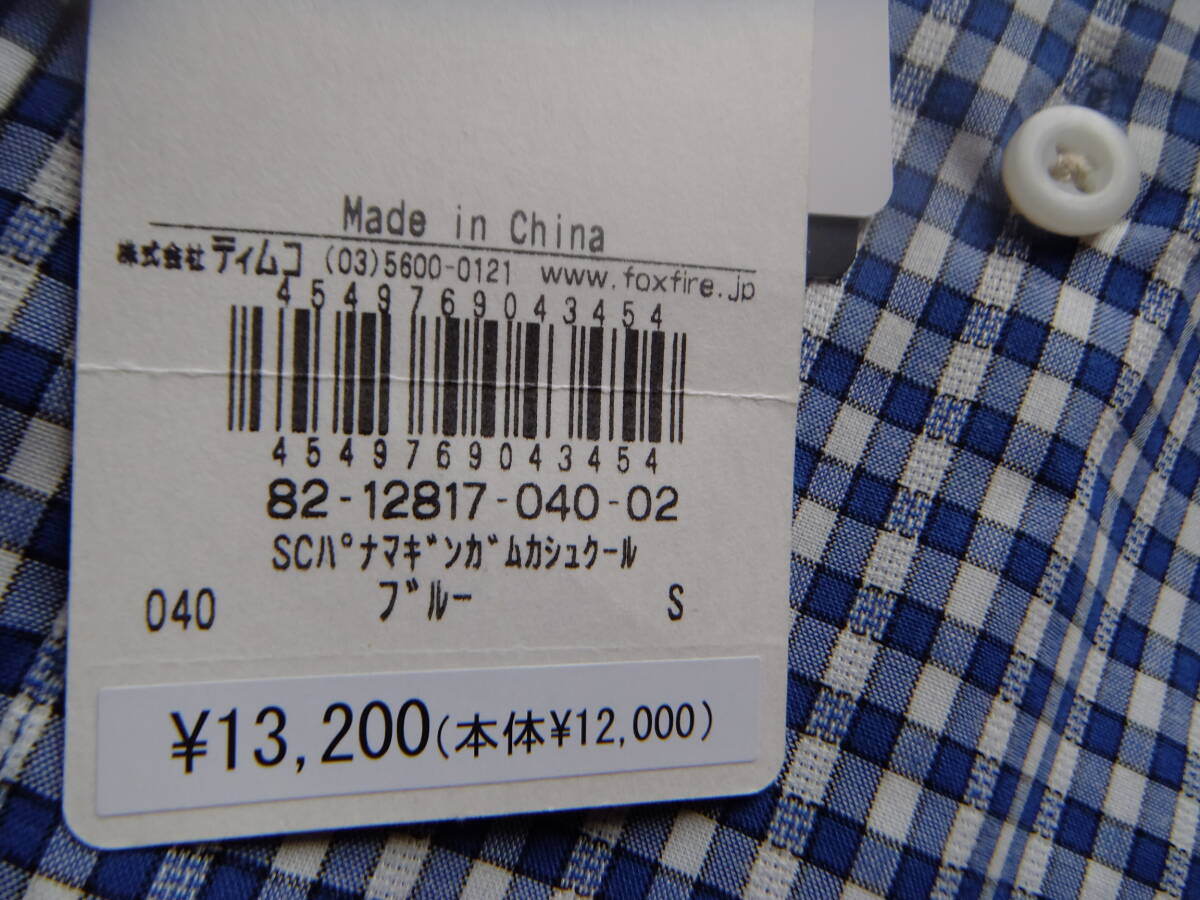 Made in China
株式会社 ティムコ (03)5600-0121 www.foxfire.jp
4549769043454
4549769043454
82-12817-040-02
SCﾊﾟﾅﾏｷﾞﾝｶﾞﾑｶｼｭｸｰﾙ
040 ﾌﾞﾙｰ S
¥13,200(本体¥12,000)